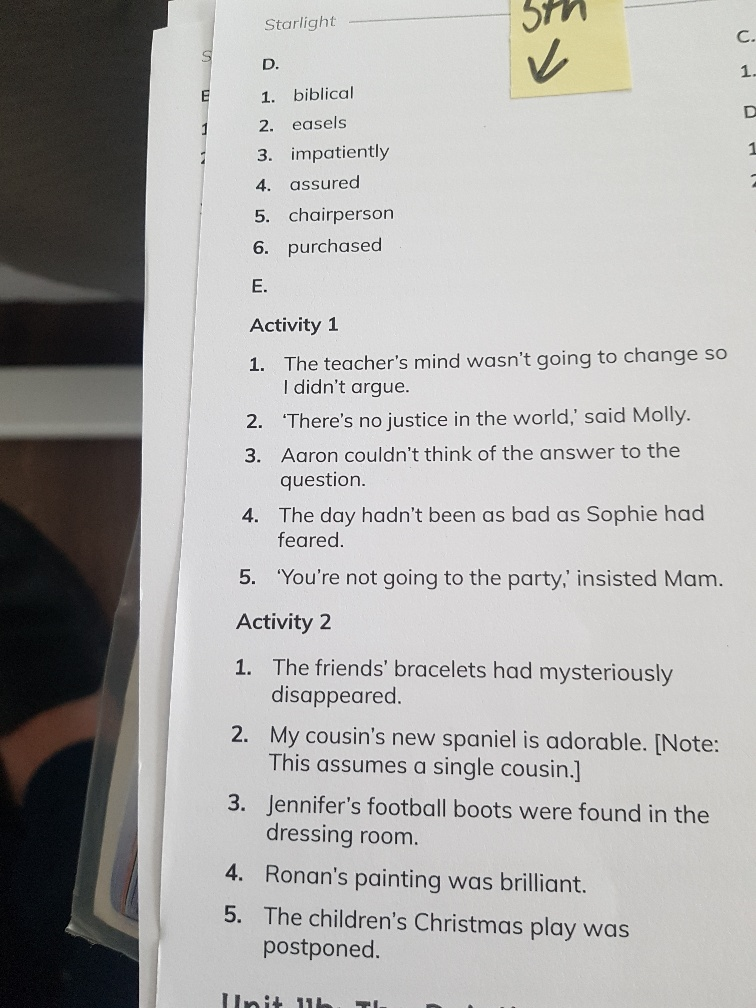 Starlight
5th
D.
1. biblical
2. easels
3. impatiently
4. assured
5. chairperson
6. purchased
E.
Activity 1
1. The teacher's mind wasn't going to change so
I didn't argue.
2. 'There's no justice in the world,' said Molly.
3. Aaron couldn't think of the answer to the
question.
4. The day hadn't been as bad as Sophie had
feared.
5. 'You're not going to the party,' insisted Mam.
Activity 2
1. The friends' bracelets had mysteriously
disappeared.
2. My cousin's new spaniel is adorable. [Note:
This assumes a single cousin.]
3. Jennifer's football boots were found in the
dressing room.
4. Ronan's painting was brilliant.
5. The children's Christmas play was
postponed.
Unit 11b
C.
1.
D
1